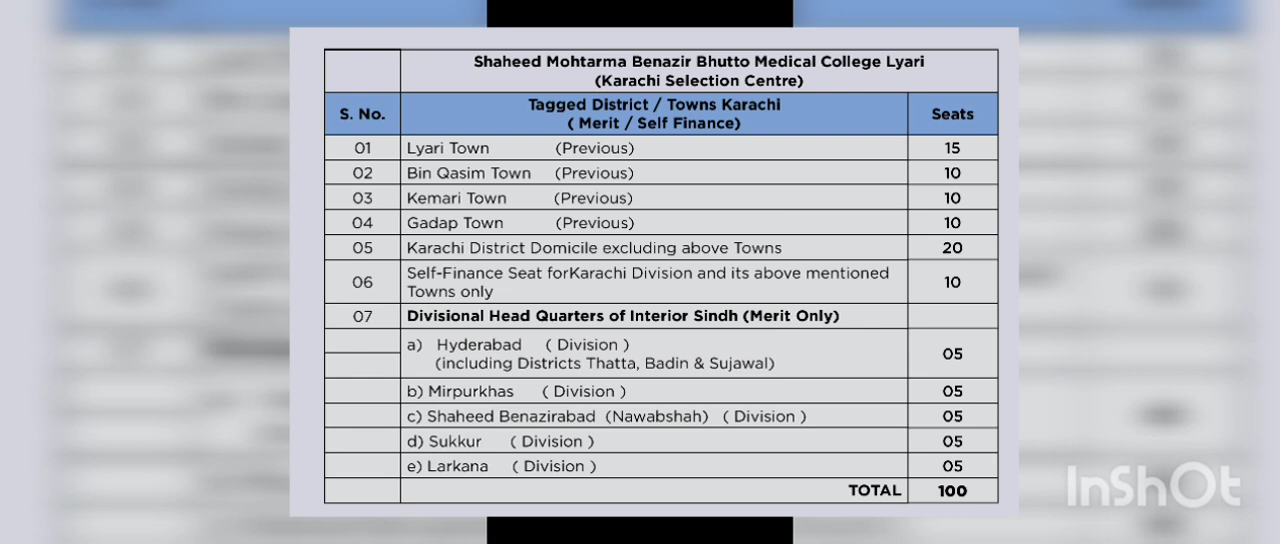 Shaheed Mohtarma Benazir Bhutto Medical College Lyari
(Karachi Selection Centre)
S. No. Tagged District / Towns Karachi ( Merit / Self Finance) Seats
01 Lyari Town (Previous) 15
02 Bin Qasim Town (Previous) 10
03 Kemari Town (Previous) 10
04 Gadap Town (Previous) 10
05 Karachi District Domicile excluding above Towns 20
06 Self-Finance Seat forKarachi Division and its above mentioned Towns only 10
07 Divisional Head Quarters of Interior Sindh (Merit Only)
a) Hyderabad ( Division )
(including Districts Thatta, Badin & Sujawal) 05
b) Mirpurkhas ( Division ) 05
c) Shaheed Benazirabad (Nawabshah) ( Division ) 05
d) Sukkur ( Division ) 05
e) Larkana ( Division ) 05
TOTAL 100
InShOt